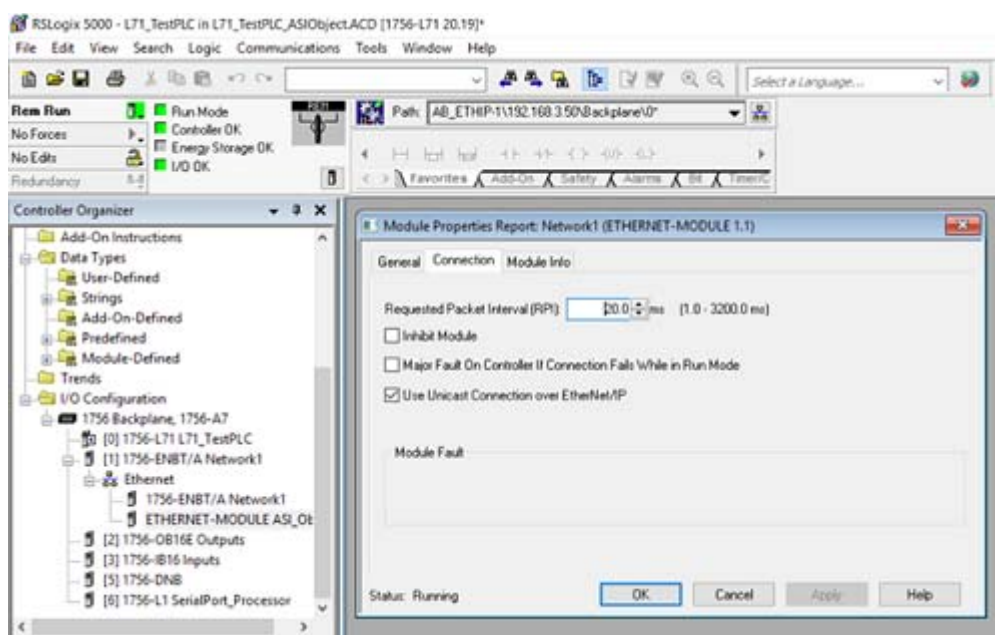 RSLogix 5000 - L71_TestPLC in L71_TestPLC_ASIObject.ACD [1756-L71 20.19]*
File Edit View Search Logic Communications Tools Window Help
Select a Language...
Rem Run
Run Mode
REM
Path: AB_ETHIP-1\192.168.3.50\Backplane\0*
No Forces
Controller OK
Energy Storage OK
No Edits
I/O OK
Redundancy
Favorites Add-On Safety Alarms Bit Timer/C
Controller Organizer
Add-On Instructions
Data Types
User-Defined
Strings
Add-On-Defined
Predefined
Module-Defined
Trends
I/O Configuration
1756 Backplane, 1756-A7
[0] 1756-L71 L71_TestPLC
[1] 1756-ENBT/A Network1
Ethernet
1756-ENBT/A Network1
ETHERNET-MODULE ASI_Ob
[2] 1756-OB16E Outputs
[3] 1756-IB16 Inputs
[5] 1756-DNB
[6] 1756-L1 SerialPort_Processor
Module Properties Report: Network1 (ETHERNET-MODULE 1.1)
General Connection Module Info
Requested Packet Interval (RPI): 20.0 ms (1.0 - 3200.0 ms)
Inhibit Module
Major Fault On Controller If Connection Fails While in Run Mode
Use Unicast Connection over EtherNet/IP
Module Fault
Status: Running OK Cancel Apply Help